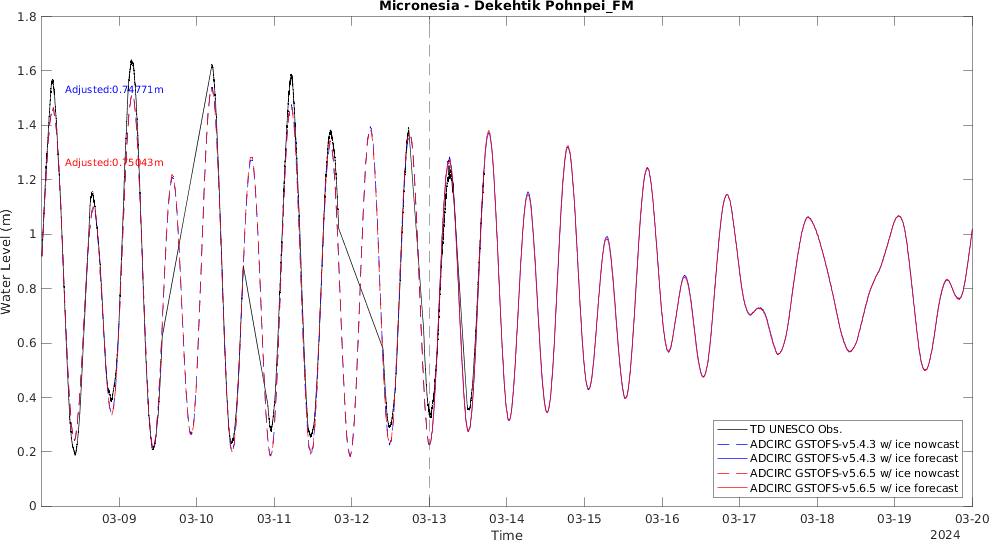 Micronesia - Dekehtik Pohnpei_FM
Water Level (m)
1.8
1.6
1.4
1.2
1
0.8
0.6
0.4
0.2
0
Adjusted:0.74771m
Adjusted:0.75043m
TD UNESCO Obs.
ADCIRC GSTOFS-v5.4.3 w/ ice nowcast
ADCIRC GSTOFS-v5.4.3 w/ ice forecast
ADCIRC GSTOFS-v5.6.5 w/ ice nowcast
ADCIRC GSTOFS-v5.6.5 w/ ice forecast
03-09 03-10 03-11 03-12 03-13 03-14 03-15 03-16 03-17 03-18 03-19 03-20
Time
2024